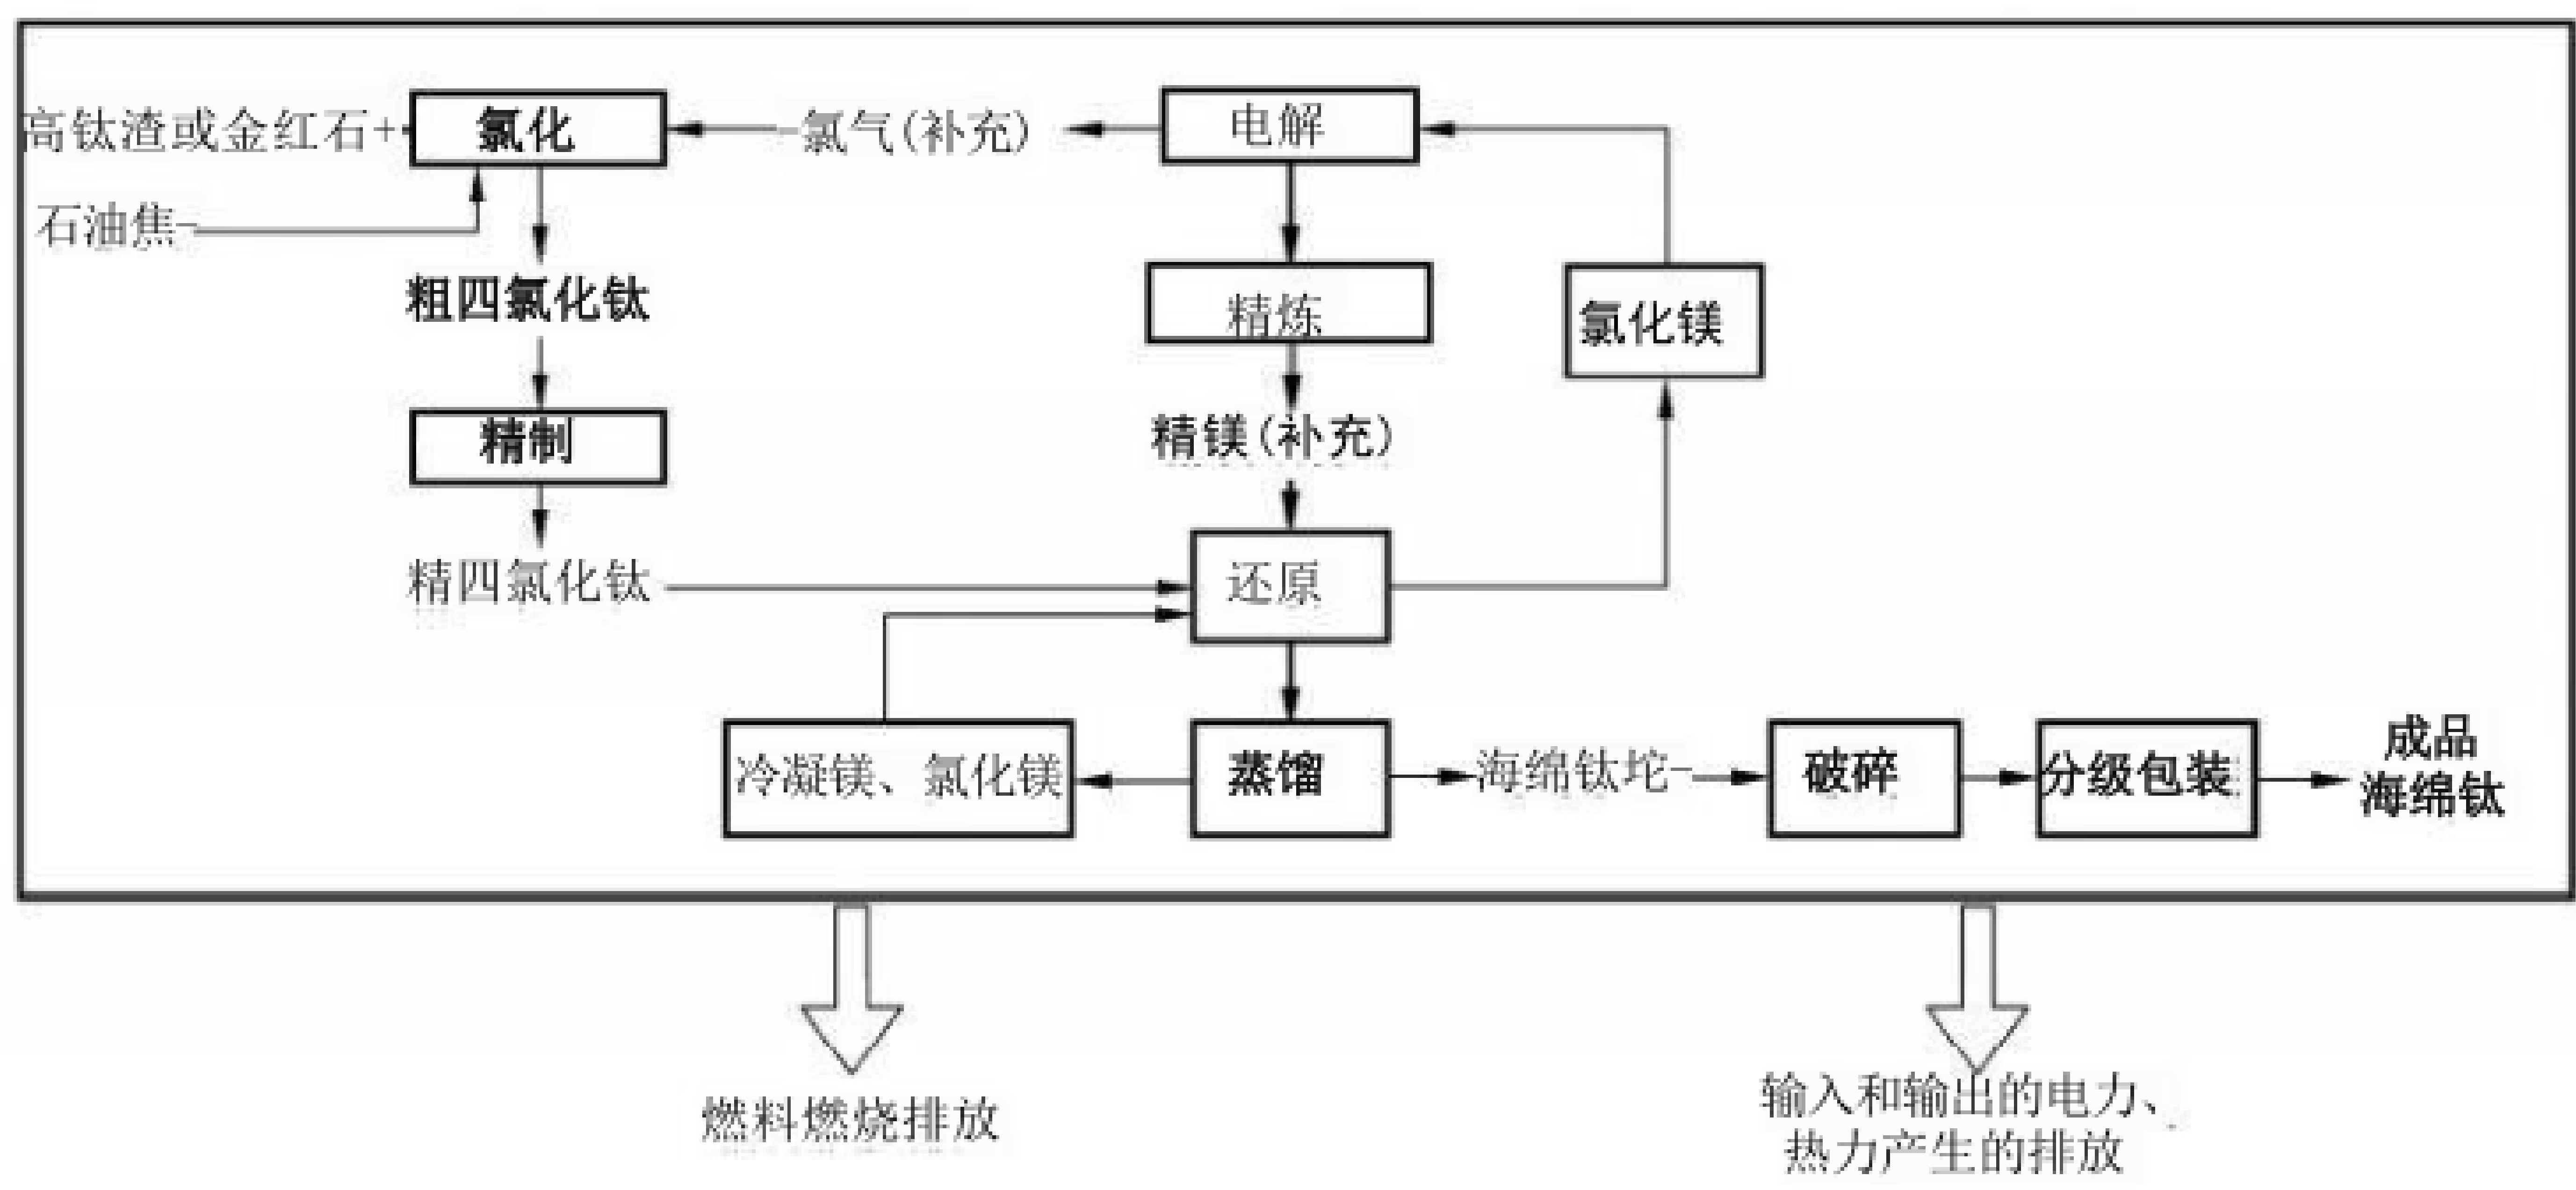 高钛渣或金红石+
氯化
氯气(补充)
电解
石油焦
粗四氯化钛
精炼
氯化镁
精制
精镁(补充)
精四氯化钛
还原
冷凝镁、氯化镁
蒸馏
海绵钛坨
破碎
分级包装
成品
海绵钛
燃料燃烧排放
输入和输出的电力、
热力产生的排放